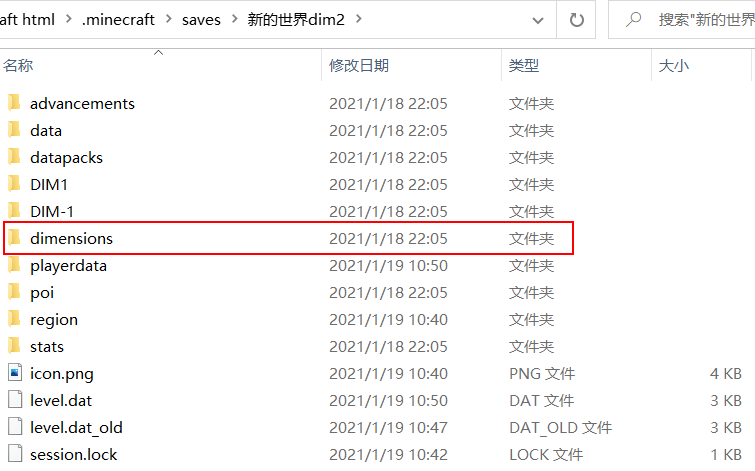 aft html > .minecraft > saves > 新的世界dim2 > 搜索"新的世界
名称 修改日期 类型 大小
advancements 2021/1/18 22:05 文件夹
data 2021/1/18 22:05 文件夹
datapacks 2021/1/18 22:05 文件夹
DIM1 2021/1/18 22:05 文件夹
DIM-1 2021/1/18 22:05 文件夹
dimensions 2021/1/18 22:05 文件夹
playerdata 2021/1/19 10:50 文件夹
poi 2021/1/18 22:05 文件夹
region 2021/1/19 10:40 文件夹
stats 2021/1/18 22:05 文件夹
icon.png 2021/1/19 10:40 PNG 文件 4 KB
level.dat 2021/1/19 10:50 DAT 文件 3 KB
level.dat_old 2021/1/19 10:47 DAT_OLD 文件 3 KB
session.lock 2021/1/19 10:42 LOCK 文件 1 KB